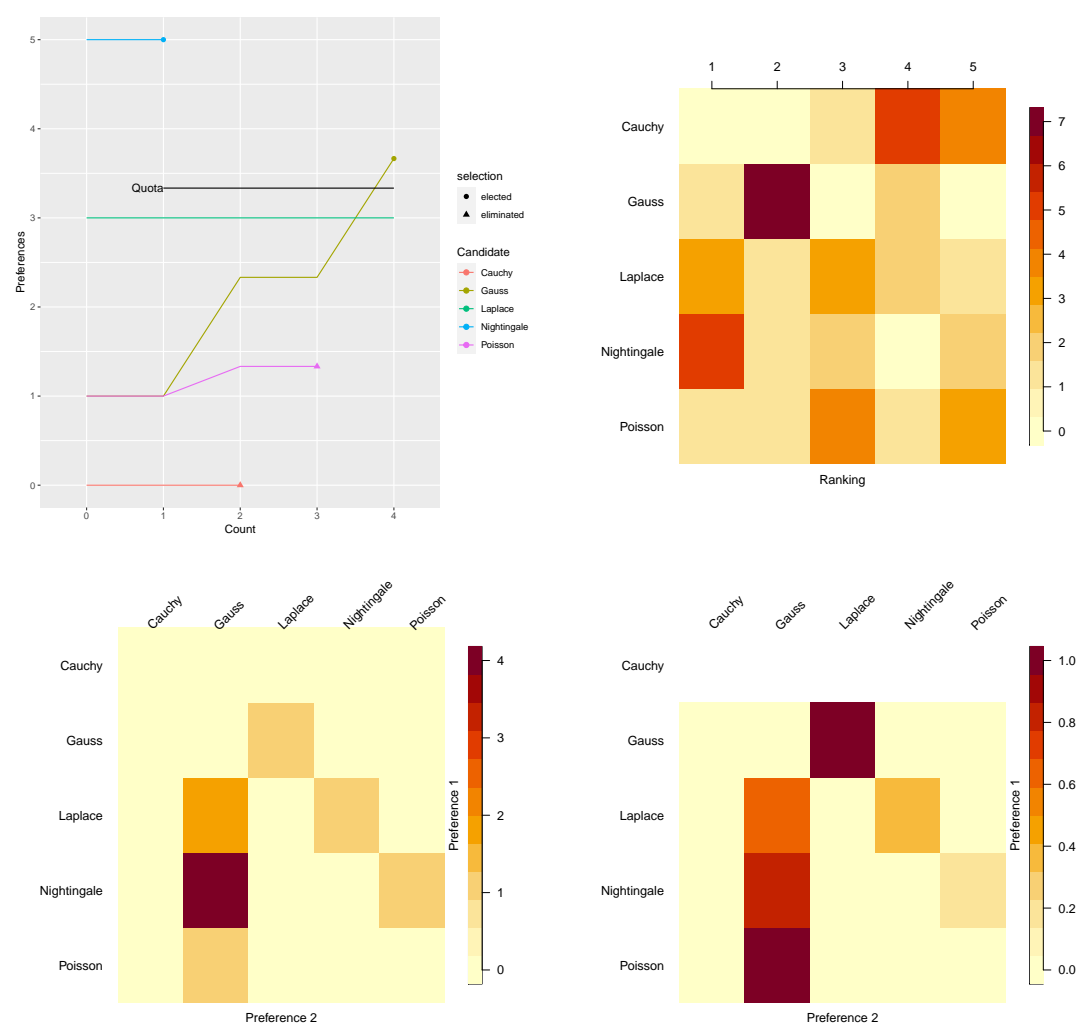 5
4
3
2
1
0
Preferences
Quota
0 1 2 3 4
Count
selection
elected
eliminated
Candidate
Cauchy
Gauss
Laplace
Nightingale
Poisson
1 2 3 4 5
Cauchy
Gauss
Laplace
Nightingale
Poisson
Ranking
7
6
5
4
3
2
1
0
Cauchy Gauss Laplace Nightingale Poisson
Cauchy
Gauss
Laplace
Nightingale
Poisson
Preference 2
Preference 1
4
3
2
1
0
Cauchy Gauss Laplace Nightingale Poisson
Cauchy
Gauss
Laplace
Nightingale
Poisson
Preference 2
Preference 1
1.0
0.8
0.6
0.4
0.2
0.0